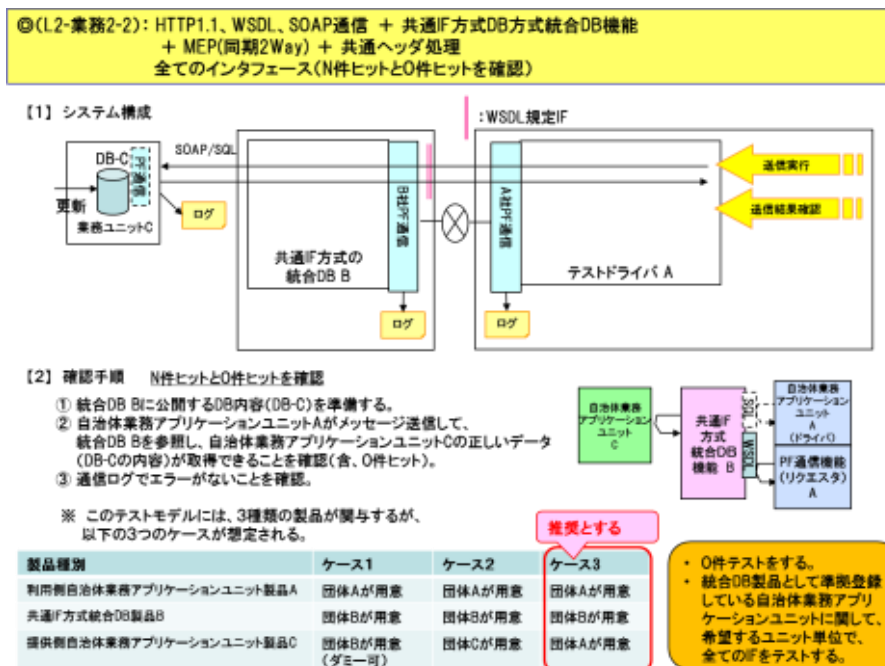 ◎(L2-業務2-2): HTTP1.1、WSDL、SOAP通信 + 共通IF方式DB方式統合DB機能
+ MEP(同期2Way) + 共通ヘッダ処理
全てのインタフェース(N件ヒットと0件ヒットを確認)
【1】 システム構成
:WSDL規定IF
SOAP/SQL
DB-C
PF通信
更新
業務ユニットC
ログ
共通IF方式の
統合DB B
B社PF通信
ログ
A社PF通信
ログ
テストドライバ A
送信実行
送信結果確認
【2】 確認手順 N件ヒットと0件ヒットを確認
① 統合DB Bに公開するDB内容(DB-C)を準備する。
② 自治体業務アプリケーションユニットAがメッセージ送信して、
統合DB Bを参照し、自治体業務アプリケーションユニットCの正しいデータ
(DB-Cの内容)が取得できることを確認(含、0件ヒット)。
③ 通信ログでエラーがないことを確認。
※ このテストモデルには、3種類の製品が関与するが、
以下の3つのケースが想定される。
自治体業務
アプリケーション
ユニット
C
共通IF
方式
統合DB
機能 B
SQL
WSDL
自治体業務
アプリケーション
ユニット
A
(ドライバ)
PF通信機能
(リクエスタ)
A
推奨とする
製品種別 ケース1 ケース2 ケース3
利用側自治体業務アプリケーションユニット製品A 団体Aが用意 団体Aが用意 団体Aが用意
共通IF方式統合DB製品B 団体Bが用意 団体Bが用意 団体Bが用意
提供側自治体業務アプリケーションユニット製品C 団体Bが用意 団体Cが用意 団体Aが用意
(ダミー可)
・ 0件テストをする。
・ 統合DB製品として準拠登録
している自治体業務アプリ
ケーションユニットに関して、
希望するユニット単位で、
全てのIFをテストする。